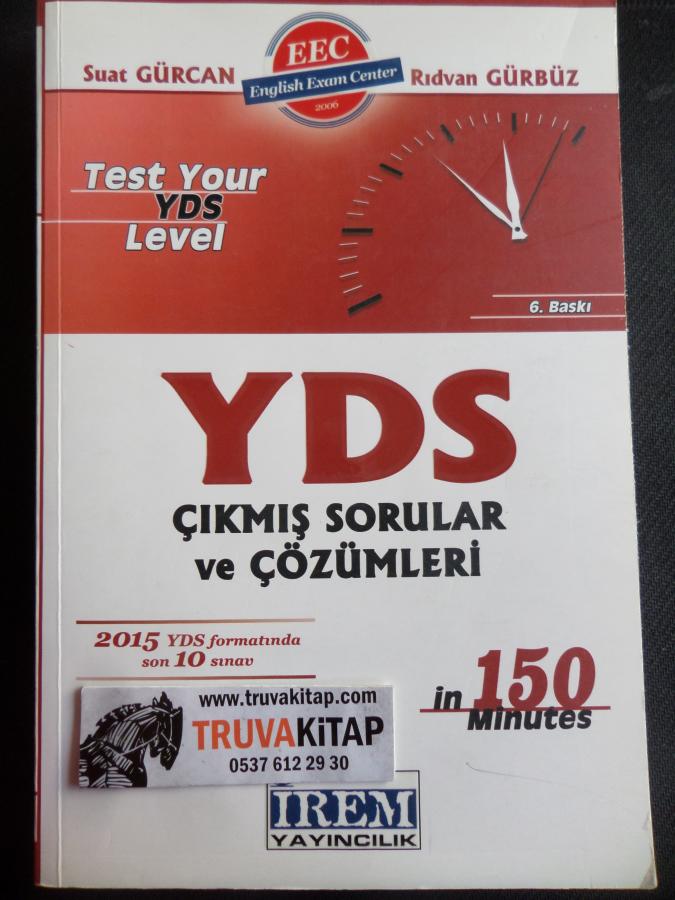 EEC
Suat GÜRCAN
English Exam Center
Rıdvan GÜRBÜZ
2006
Test Your
YDS
Level
6. Baskı
YDS
ÇIKMIŞ SORULAR
ve ÇÖZÜMLERİ
2015 YDS formatında
son 10 sınav
in 150
Minutes
www.truvakitap.com
TRUVAKiTAP
0537 612 29 30
İREM
YAYINCILIK